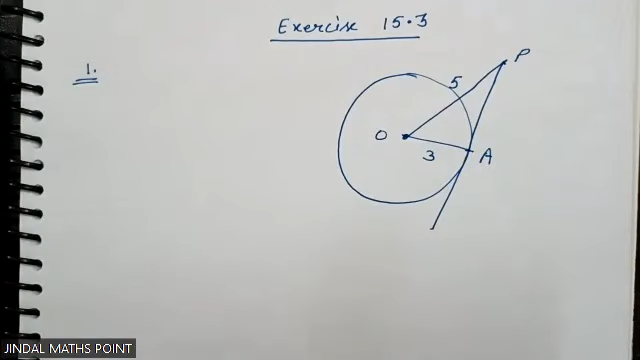 Exercise 15.3
1.
P
5
O
3
A
JINDAL MATHS POINT